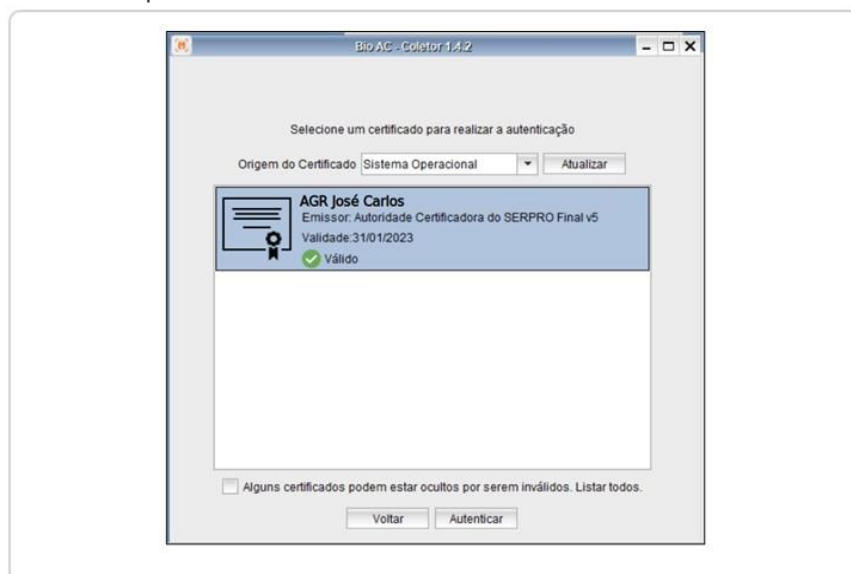 Bio AC - Coletor 1.4.2
Selecione um certificado para realizar a autenticação
Origem do Certificado Sistema Operacional Atualizar
AGR José Carlos
Emissor: Autoridade Certificadora do SERPRO Final v5
Validade:31/01/2023
Válido
Alguns certificados podem estar ocultos por serem inválidos. Listar todos.
Voltar Autenticar